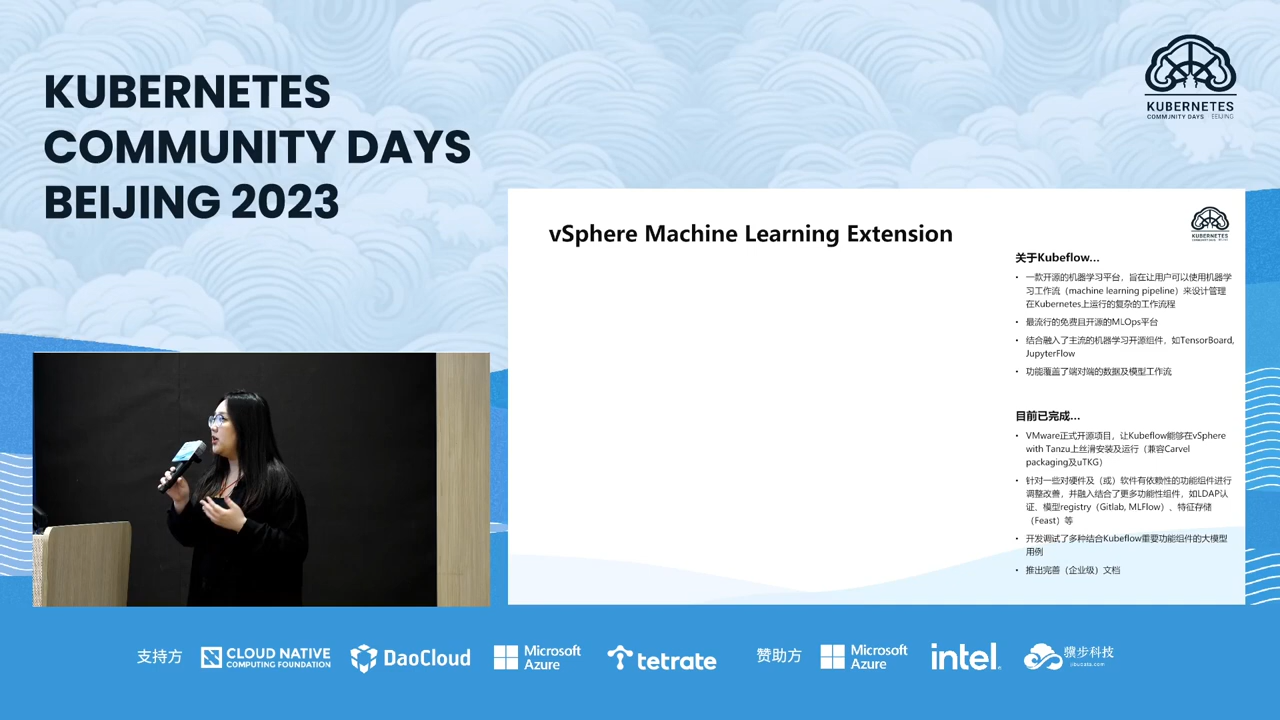 KUBERNETES
COMMUNITY DAYS
BEIJING 2023
KUBERNETES
COMMUNITY DAYS BEIJING
vSphere Machine Learning Extension
KUBERNETES
COMMUNITY DAYS BEIJING
关于Kubeflow...
• 一款开源的机器学习平台，旨在让用户可以使用机器学
习工作流（machine learning pipeline）来设计管理
在Kubernetes上运行的复杂的工作流程
• 最流行的免费且开源的MLOps平台
• 结合融入了主流的机器学习开源组件，如TensorBoard,
JupyterFlow
• 功能覆盖了端对端的数据及模型工作流
目前已完成...
• VMware正式开源项目，让Kubeflow能够在vSphere
with Tanzu上丝滑安装及运行（兼容Carvel
packaging及uTKG）
• 针对一些对硬件及（或）软件有依赖性的功能组件进行
调整改善，并融入结合了更多功能性组件，如LDAP认
证、模型registry（Gitlab, MLFlow）、特征存储
（Feast）等
• 开发调试了多种结合Kubeflow重要功能组件的大模型
用例
• 推出完善（企业级）文档
支持方
CLOUD NATIVE
COMPUTING FOUNDATION
DaoCloud
Microsoft
Azure
tetrate
赞助方
Microsoft
Azure
intel.
骥步科技